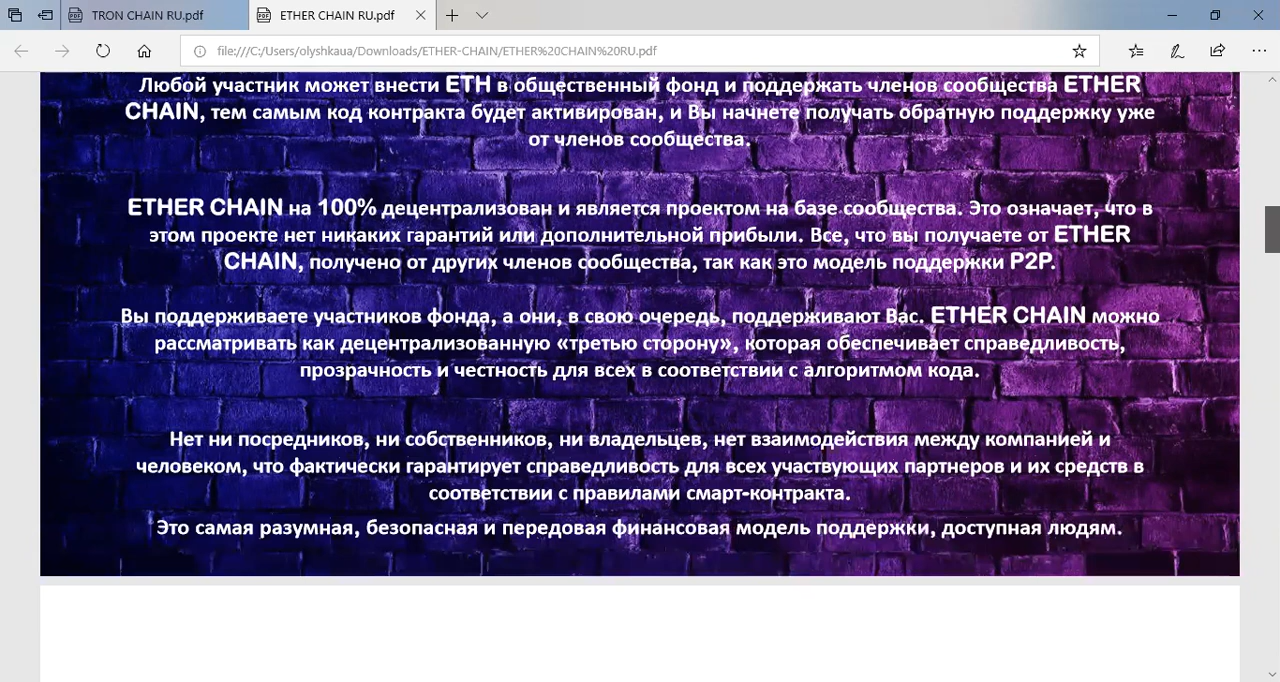 TRON CHAIN RU.pdf
ETHER CHAIN RU.pdf
file:///C:/Users/olyshkaua/Downloads/ETHER-CHAIN/ETHER%20CHAIN%20RU.pdf
Любой участник может внести ETH в общественный фонд и поддержать членов сообщества ETHER
CHAIN, тем самым код контракта будет активирован, и Вы начнете получать обратную поддержку уже
от членов сообщества.
ETHER CHAIN на 100% децентрализован и является проектом на базе сообщества. Это означает, что в
этом проекте нет никаких гарантий или дополнительной прибыли. Все, что вы получаете от ETHER
CHAIN, получено от других членов сообщества, так как это модель поддержки P2P.
Вы поддерживаете участников фонда, а они, в свою очередь, поддерживают Вас. ETHER CHAIN можно
рассматривать как децентрализованную «третью сторону», которая обеспечивает справедливость,
прозрачность и честность для всех в соответствии с алгоритмом кода.
Нет ни посредников, ни собственников, ни владельцев, нет взаимодействия между компанией и
человеком, что фактически гарантирует справедливость для всех участвующих партнеров и их средств в
соответствии с правилами смарт-контракта.
Это самая разумная, безопасная и передовая финансовая модель поддержки, доступная людям.